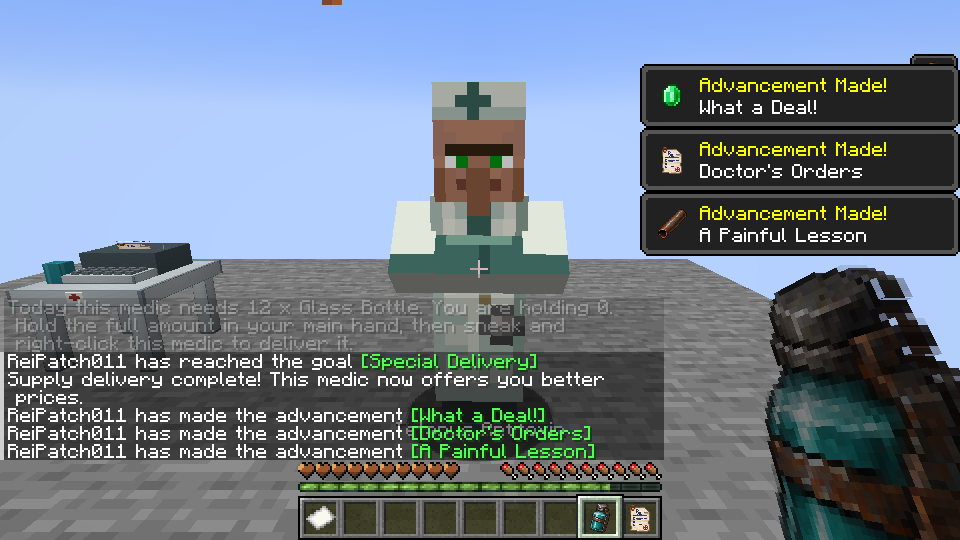 Advancement Made!
What a Deal!
Advancement Made!
Doctor's Orders
Advancement Made!
A Painful Lesson
Today this medic needs 12 x Glass Bottle. You are holding 0.
Hold the full amount in your main hand, then sneak and
right-click this medic to deliver it.
ReiPatch011 has reached the goal [Special Delivery]
Supply delivery complete! This medic now offers you better
prices.
ReiPatch011 has made the advancement [What a Deal!]
ReiPatch011 has made the advancement [Doctor's Orders]
ReiPatch011 has made the advancement [A Painful Lesson]